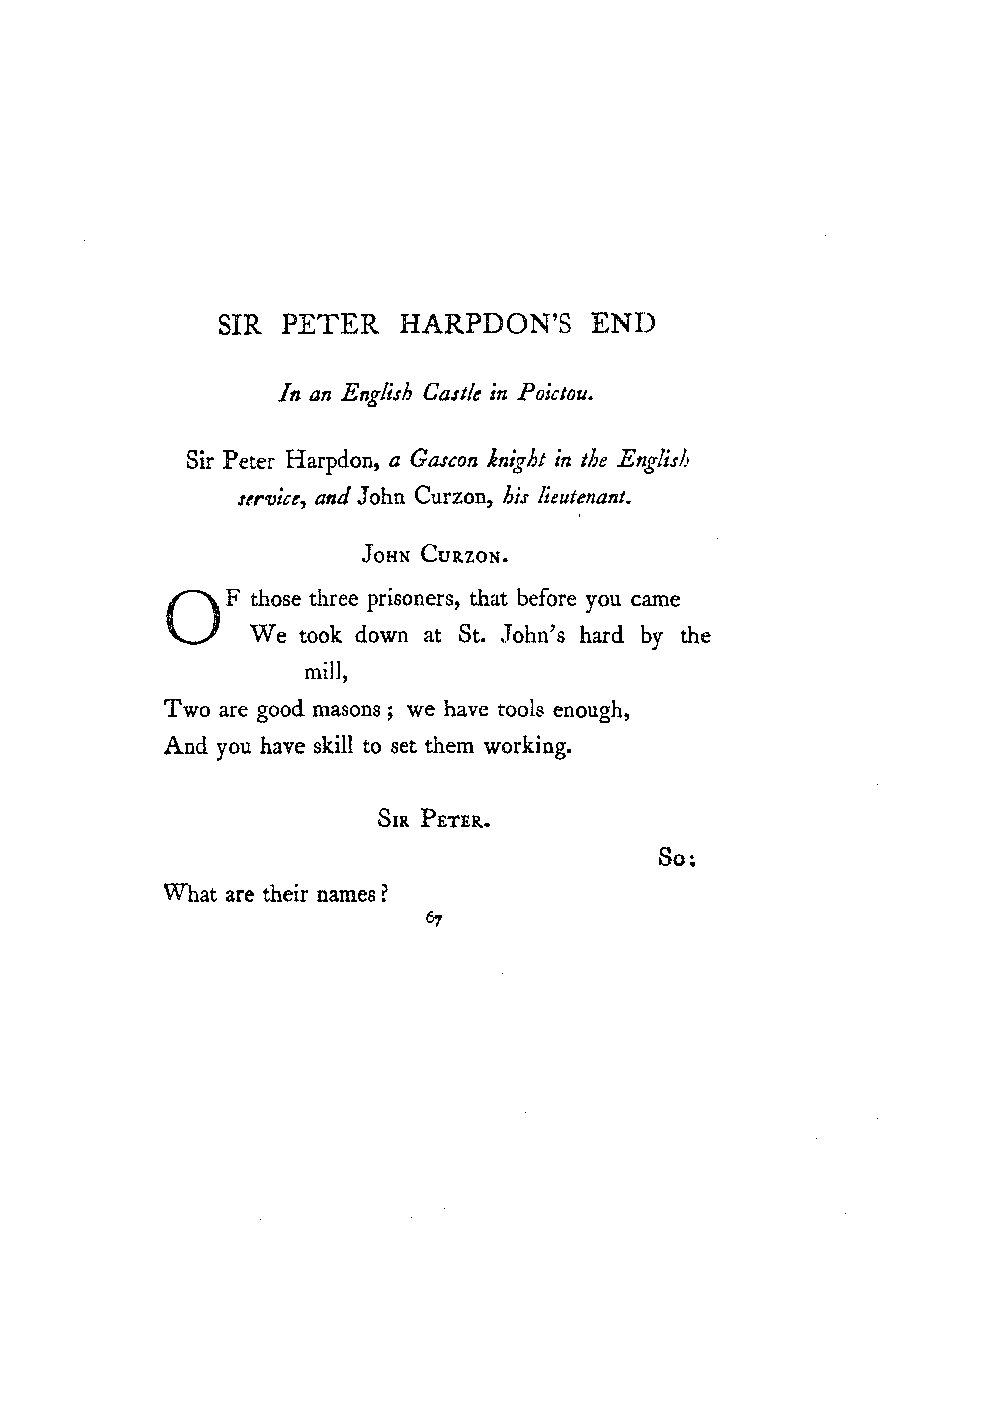 SIR PETER HARPDON'S END
In an English Castle in Poictou.
Sir Peter Harpdon, a Gascon knight in the English
service, and John Curzon, his lieutenant.
JOHN CURZON.
OF those three prisoners, that before you came
We took down at St. John's hard by the
mill,
Two are good masons; we have tools enough,
And you have skill to set them working.
SIR PETER.
So:
What are their names?
67